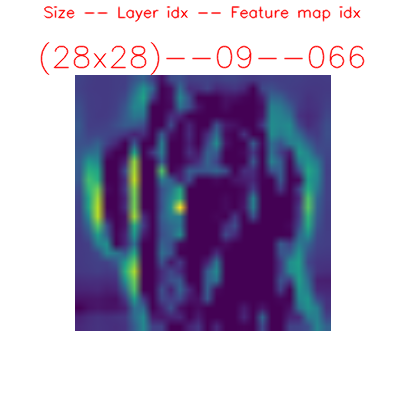 Size -- Layer idx -- Feature map idx
(28x28)--09--066